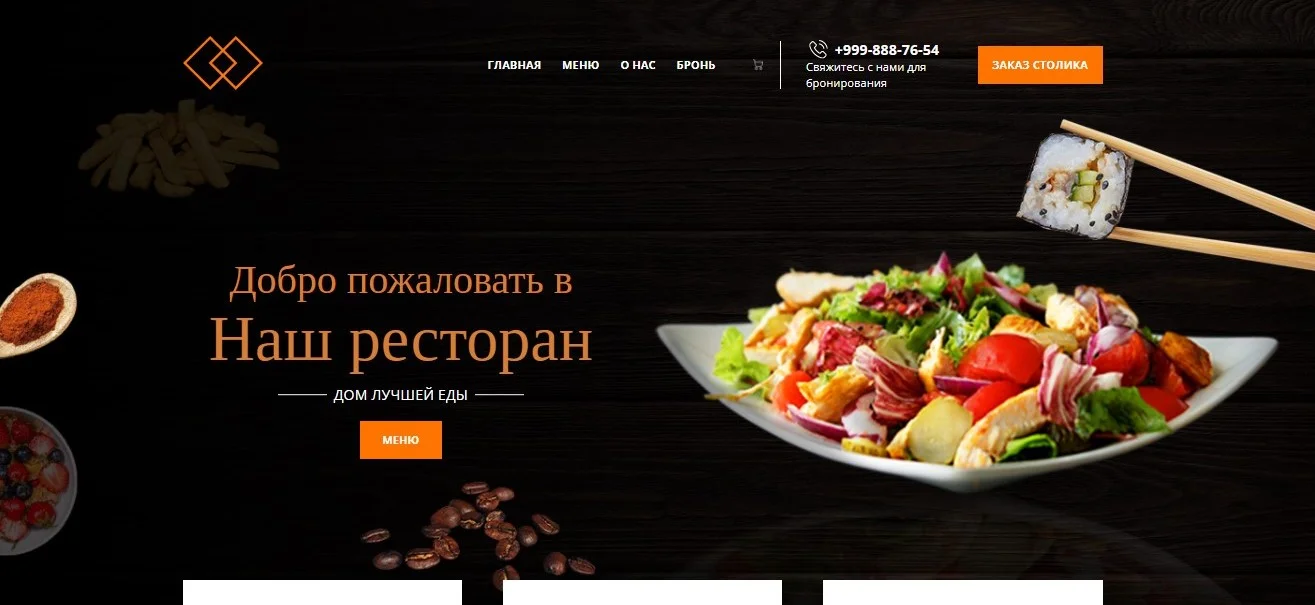 ГЛАВНАЯ МЕНЮ О НАС БРОНЬ
+999-888-76-54
Свяжитесь с нами для
бронирования
ЗАКАЗ СТОЛИКА
Добро пожаловать в
Наш ресторан
ДОМ ЛУЧШЕЙ ЕДЫ
МЕНЮ